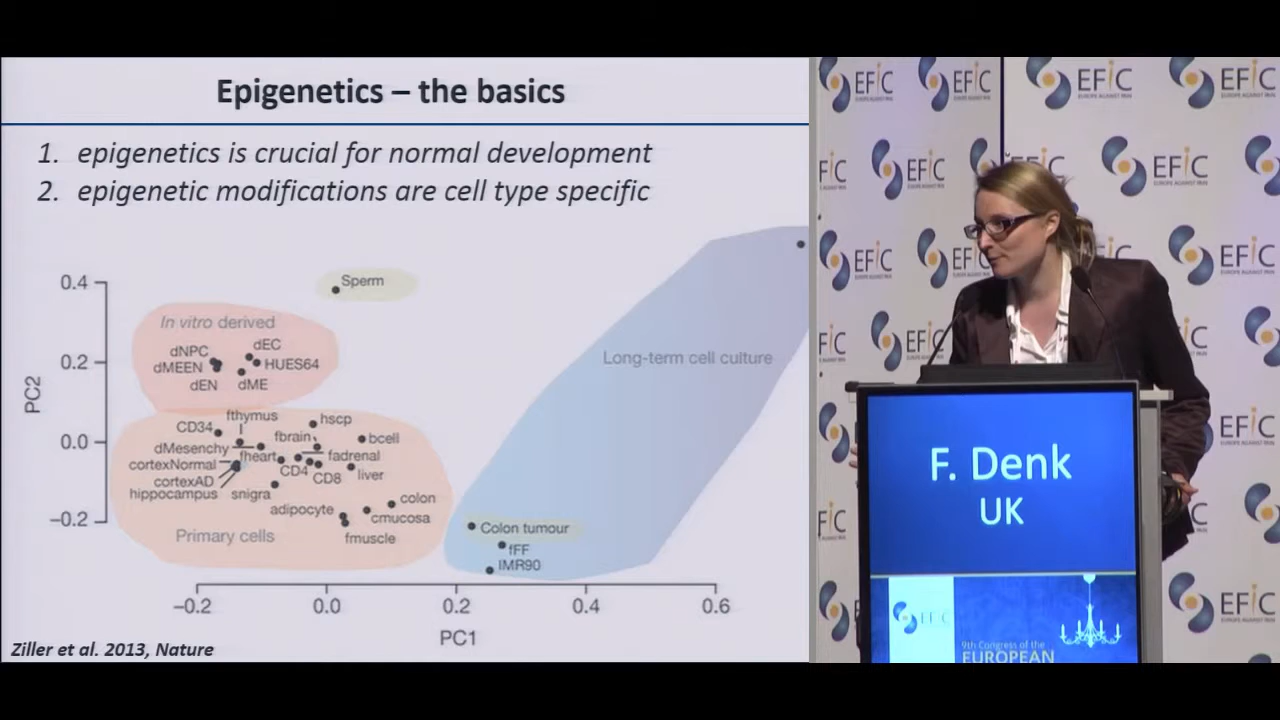 Epigenetics – the basics
1. epigenetics is crucial for normal development
2. epigenetic modifications are cell type specific
Sperm
In vitro derived
dNPC
dEC
dMEEN
HUES64
dEN
dME
Long-term cell culture
fthymus
CD34
hscp
fbrain
bcell
dMesenchy
fheart
fadrenal
cortexNormal
CD4
CD8
liver
cortexAD
hippocampus
snigra
adipocyte
colon
cmucosa
fmuscle
Primary cells
Colon tumour
fFF
IMR90
PC2
0.4
0.2
0.0
–0.2
–0.2
0.0
0.2
0.4
0.6
PC1
Ziller et al. 2013, Nature
EFiC
EUROPE AGAINST PAIN
F. Denk
UK
EFIC
9th Congress of the
EUROPEAN